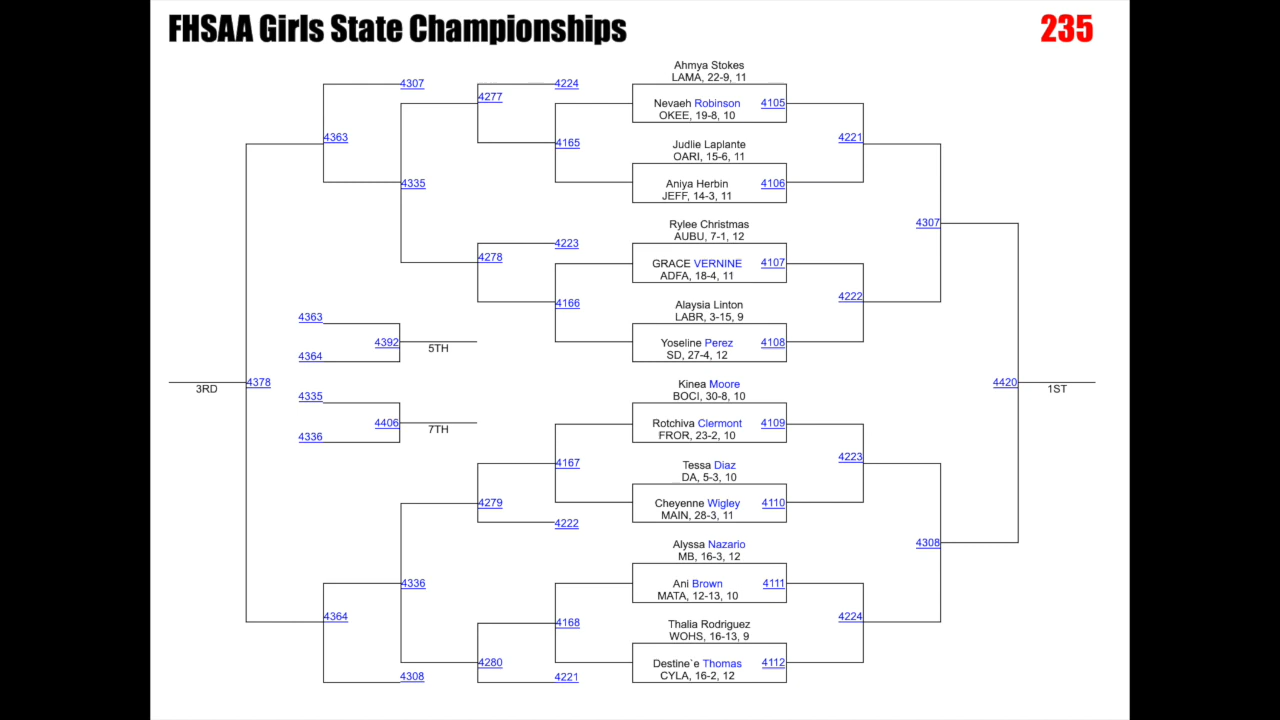 FHSAA Girls State Championships
235
Ahmya Stokes
LAMA, 22-9, 11
4307
4224
4277
Nevaeh Robinson
4105
OKEE, 19-8, 10
4363
4165
4221
Judlie Laplante
OARI, 15-6, 11
4335
Aniya Herbin
4106
JEFF, 14-3, 11
Rylee Christmas
4307
AUBU, 7-1, 12
4223
4278
GRACE VERNINE
4107
ADFA, 18-4, 11
4222
4166
Alaysia Linton
LABR, 3-15, 9
4363
4392
5TH
Yoseline Perez
4108
SD, 27-4, 12
4364
3RD
4378
Kinea Moore
BOCI, 30-8, 10
4420
1ST
4335
4406
7TH
Rotchiva Clermont
4109
FROR, 23-2, 10
4336
4223
4167
Tessa Diaz
DA, 5-3, 10
4279
Cheyenne Wigley
4110
MAIN, 28-3, 11
4222
Alyssa Nazario
4308
MB, 16-3, 12
4336
Ani Brown
4111
MATA, 12-13, 10
4364
4168
4224
Thalia Rodriguez
WOHS, 16-13, 9
4280
Destine`e Thomas
4112
CYLA, 16-2, 12
4308
4221